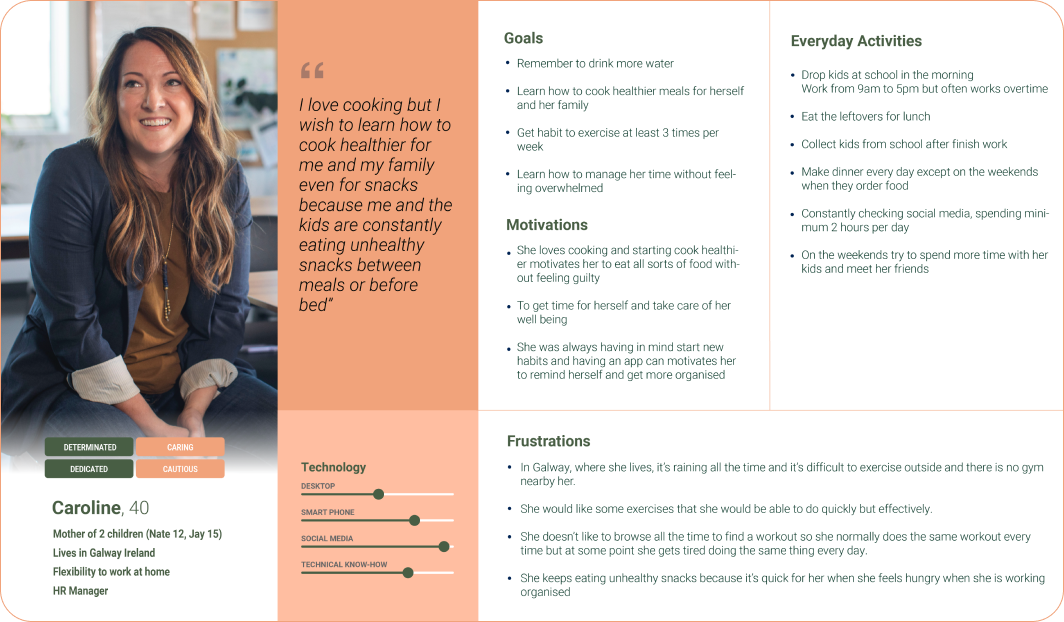 “
I love cooking but I
wish to learn how to
cook healthier for
me and my family
even for snacks
because me and the
kids are constantly
eating unhealthy
snacks between
meals or before
bed”
DETERMINATED
CARING
DEDICATED
CAUTIOUS
Caroline, 40
Mother of 2 children (Nate 12, Jay 15)
Lives in Galway Ireland
Flexibility to work at home
HR Manager
Technology
DESKTOP
SMART PHONE
SOCIAL MEDIA
TECHNICAL KNOW-HOW
Goals
• Remember to drink more water
• Learn how to cook healthier meals for herself
and her family
• Get habit to exercise at least 3 times per
week
• Learn how to manage her time without feel-
ing overwhelmed
Motivations
• She loves cooking and starting cook healthi-
er motivates her to eat all sorts of food with-
out feeling guilty
• To get time for herself and take care of her
well being
• She was always having in mind start new
habits and having an app can motivates her
to remind herself and get more organised
Everyday Activities
• Drop kids at school in the morning
Work from 9am to 5pm but often works overtime
• Eat the leftovers for lunch
• Collect kids from school after finish work
• Make dinner every day except on the weekends
when they order food
• Constantly checking social media, spending mini-
mum 2 hours per day
• On the weekends try to spend more time with her
kids and meet her friends
Frustrations
• In Galway, where she lives, it's raining all the time and it's difficult to exercise outside and there is no gym
nearby her.
• She would like some exercises that she would be able to do quickly but effectively.
• She doesn't like to browse all the time to find a workout so she normally does the same workout every
time but at some point she gets tired doing the same thing every day.
• She keeps eating unhealthy snacks because it's quick for her when she feels hungry when she is working
organised